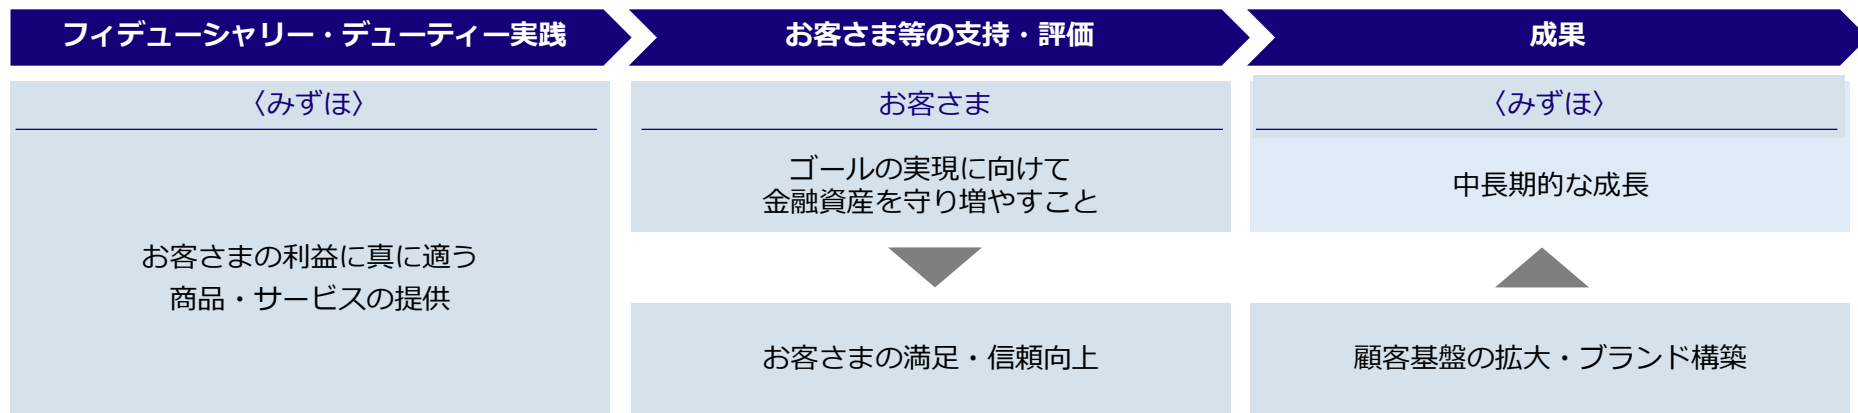 フィデューシャリー・デューティー実践
お客さま等の支持・評価
成果
〈みずほ〉
お客さまの利益に真に適う
商品・サービスの提供
お客さま
ゴールの実現に向けて
金融資産を守り増やすこと
お客さまの満足・信頼向上
〈みずほ〉
中長期的な成長
顧客基盤の拡大・ブランド構築